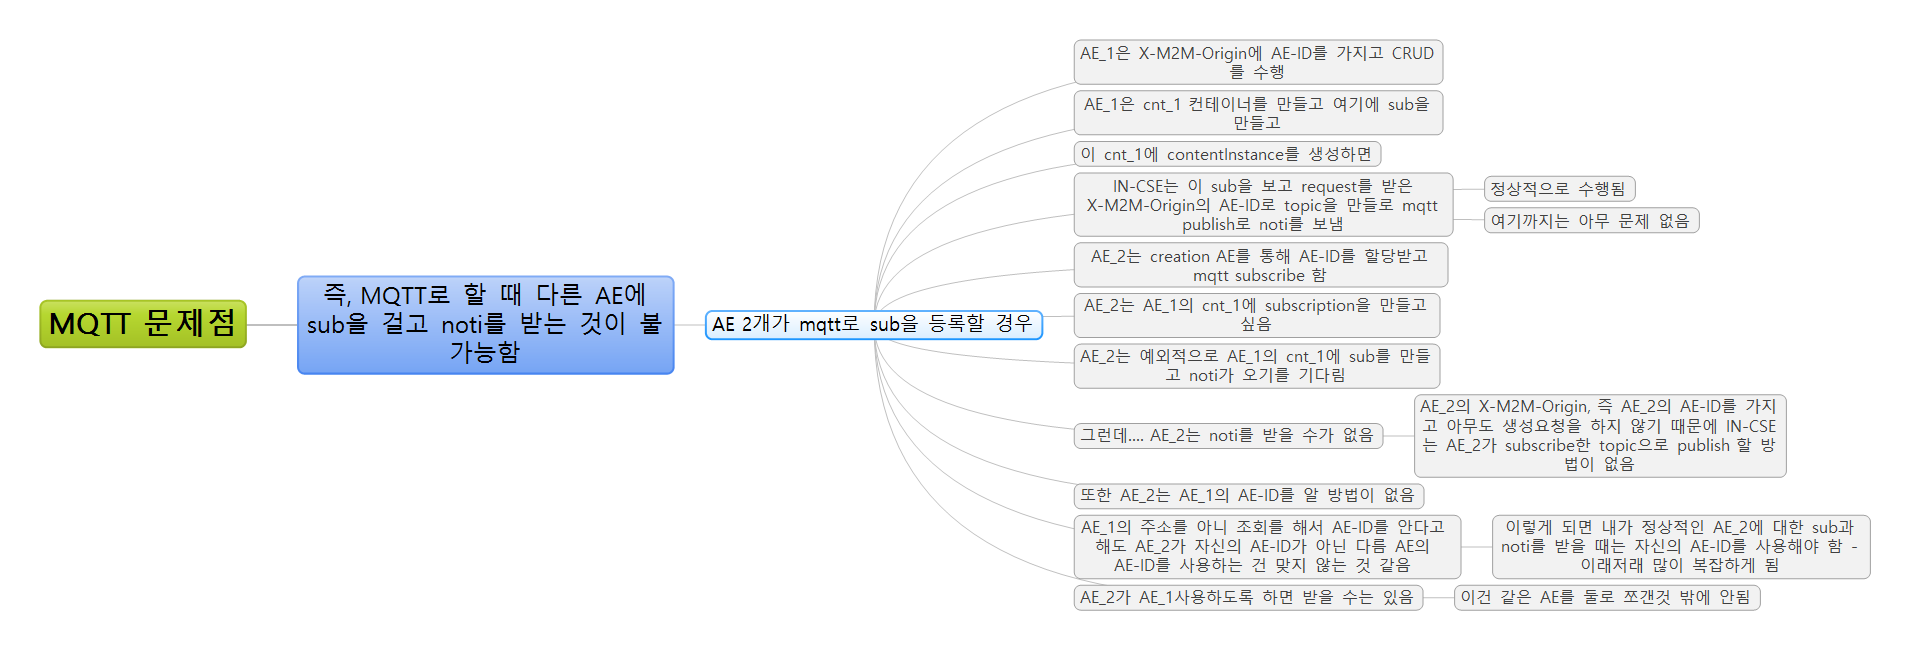 MQTT 문제점
즉, MQTT로 할 때 다른 AE에
sub을 걸고 noti를 받는 것이 불
가능함
AE 2개가 mqtt로 sub을 등록할 경우
AE_1은 X-M2M-Origin에 AE-ID를 가지고 CRUD
를 수행
AE_1은 cnt_1 컨테이너를 만들고 여기에 sub을
만들고
이 cnt_1에 contentInstance를 생성하면
IN-CSE는 이 sub을 보고 request를 받은
X-M2M-Origin의 AE-ID로 topic을 만들로 mqtt
publish로 noti를 보냄
정상적으로 수행됨
여기까지는 아무 문제 없음
AE_2는 creation AE를 통해 AE-ID를 할당받고
mqtt subscribe 함
AE_2는 AE_1의 cnt_1에 subscription을 만들고
싶음
AE_2는 예외적으로 AE_1의 cnt_1에 sub를 만들
고 noti가 오기를 기다림
그런데.... AE_2는 noti를 받을 수가 없음
AE_2의 X-M2M-Origin, 즉 AE_2의 AE-ID를 가지
고 아무도 생성요청을 하지 않기 때문에 IN-CSE
는 AE_2가 subscribe한 topic으로 publish 할 방
법이 없음
또한 AE_2는 AE_1의 AE-ID를 알 방법이 없음
AE_1의 주소를 아니 조회를 해서 AE-ID를 안다고
해도 AE_2가 자신의 AE-ID가 아닌 다름 AE의
AE-ID를 사용하는 건 맞지 않는 것 같음
이렇게 되면 내가 정상적인 AE_2에 대한 sub과
noti를 받을 때는 자신의 AE-ID를 사용해야 함 -
이래저래 많이 복잡하게 됨
AE_2가 AE_1사용하도록 하면 받을 수는 있음
이건 같은 AE를 둘로 쪼갠것 밖에 안됨